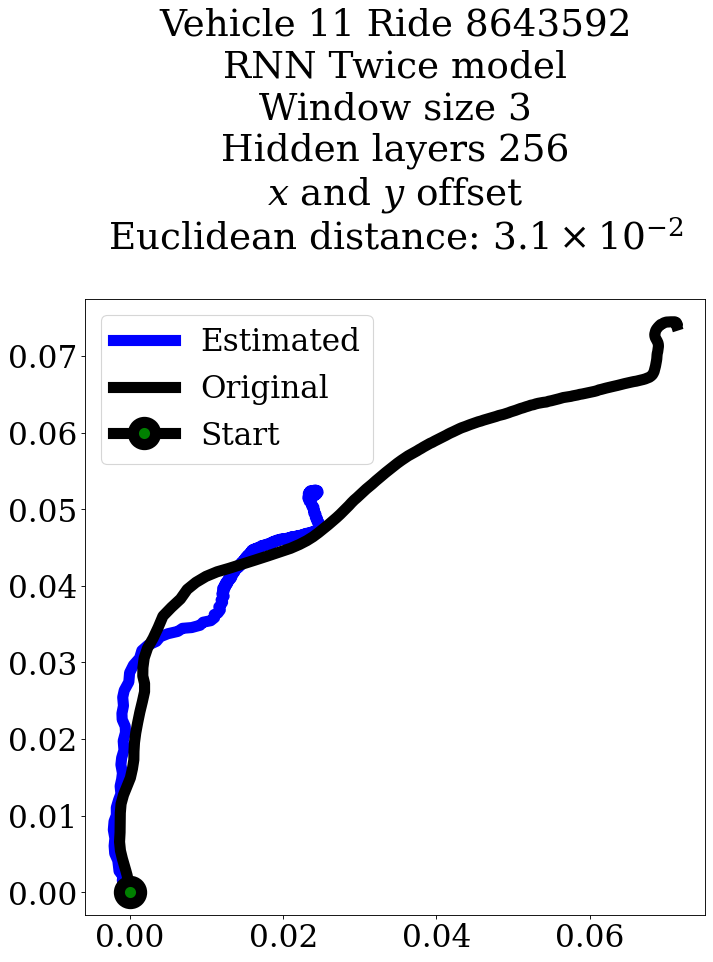 Vehicle 11 Ride 8643592
RNN Twice model
Window size 3
Hidden layers 256
x and y offset
Euclidean distance: 3.1 × 10⁻²
Estimated
Original
Start
0.07
0.06
0.05
0.04
0.03
0.02
0.01
0.00
0.00 0.02 0.04 0.06